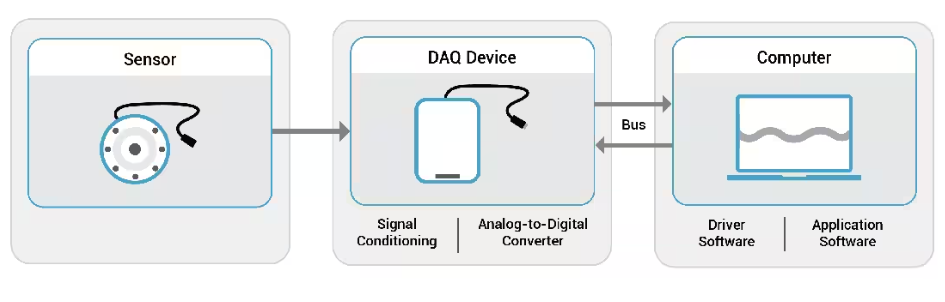 Sensor
DAQ Device
Signal
Conditioning
Analog-to-Digital
Converter
Bus
Computer
Driver
Software
Application
Software